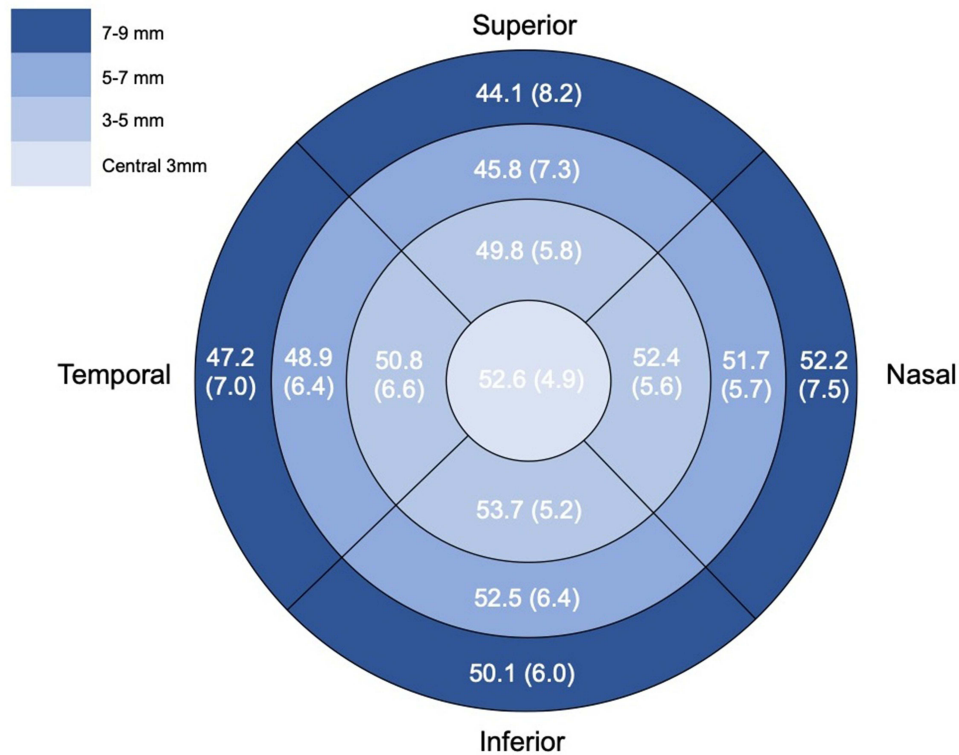 7-9 mm
5-7 mm
3-5 mm
Central 3mm
Superior
44.1 (8.2)
45.8 (7.3)
49.8 (5.8)
Temporal
47.2
(7.0)
48.9
(6.4)
50.8
(6.6)
52.6 (4.9)
52.4
(5.6)
51.7
(5.7)
52.2
(7.5)
Nasal
53.7 (5.2)
52.5 (6.4)
50.1 (6.0)
Inferior